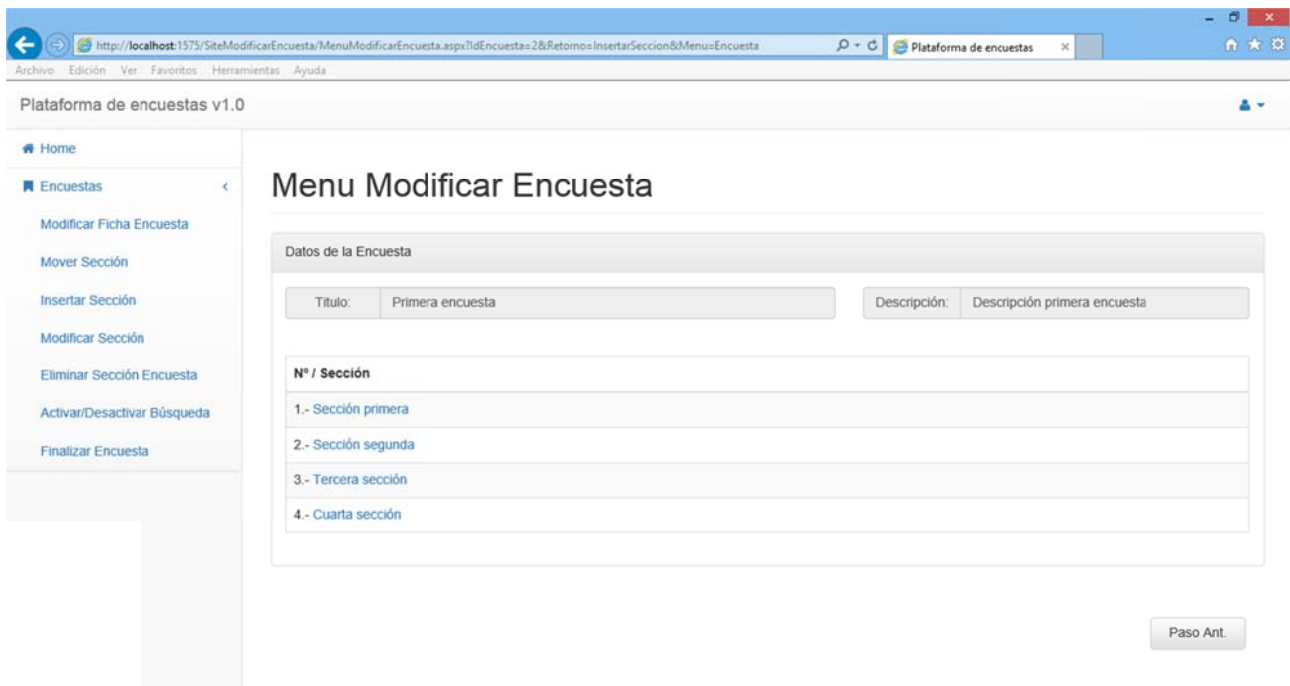 http://localhost:1575/SiteModificarEncuesta/MenuModificarEncuesta.aspx?IdEncuesta=2&Retorno=InsertarSeccion&Menu=Encuesta
Plataforma de encuestas
Archivo Edición Ver Favoritos Herramientas Ayuda
Plataforma de encuestas v1.0
Home
Encuestas
Modificar Ficha Encuesta
Mover Sección
Insertar Sección
Modificar Sección
Eliminar Sección Encuesta
Activar/Desactivar Búsqueda
Finalizar Encuesta
Menu Modificar Encuesta
Datos de la Encuesta
Titulo: Primera encuesta
Descripción: Descripción primera encuesta
Nº / Sección
1.- Sección primera
2.- Sección segunda
3.- Tercera sección
4.- Cuarta sección
Paso Ant.